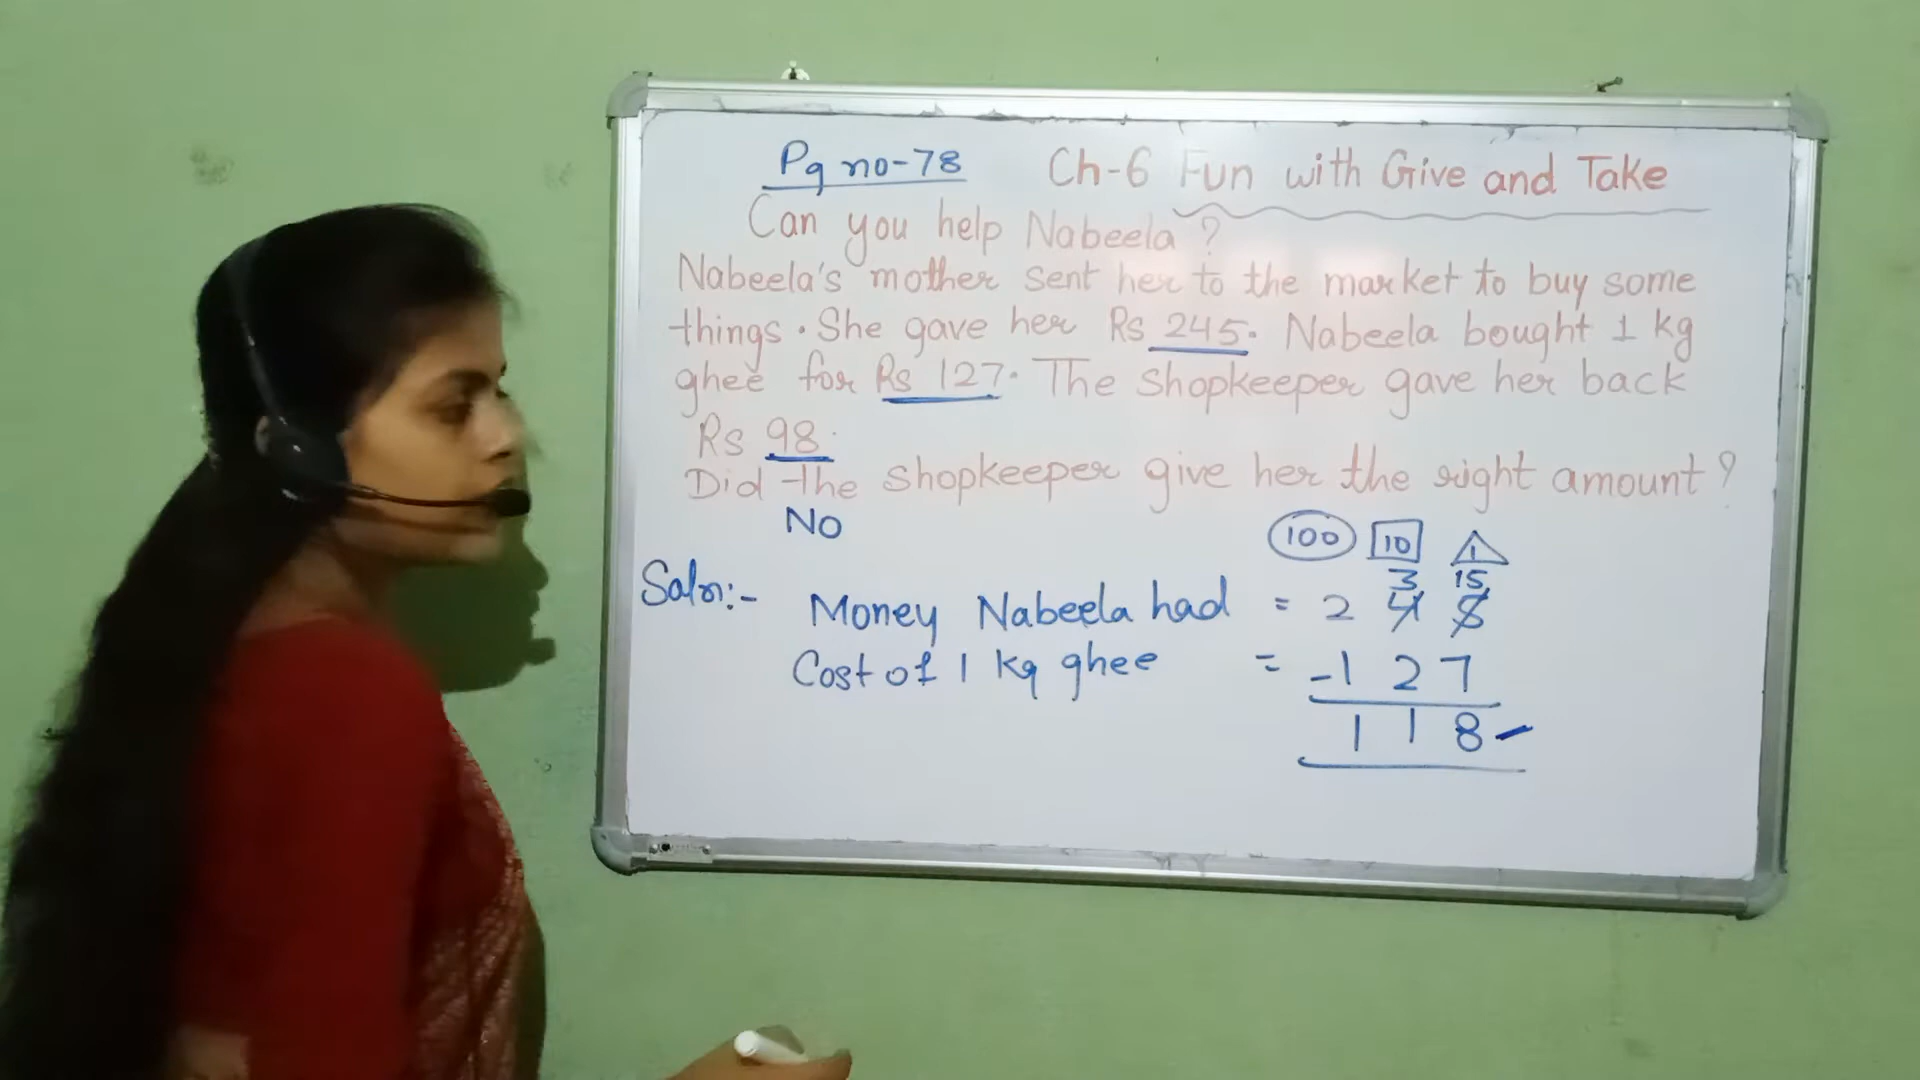 Pg no-78 Ch-6 Fun with Give and Take
Can you help Nabeela?
Nabeela's mother sent her to the market to buy some
things. She gave her Rs 245. Nabeela bought 1 kg
ghee for Rs 127. The shopkeeper gave her back
Rs 98.
Did the shopkeeper give her the right amount?
NO
100 10 1
3 15
Soln:- Money Nabeela had = 2 4 5
Cost of 1 kg ghee = - 1 2 7
1 1 8